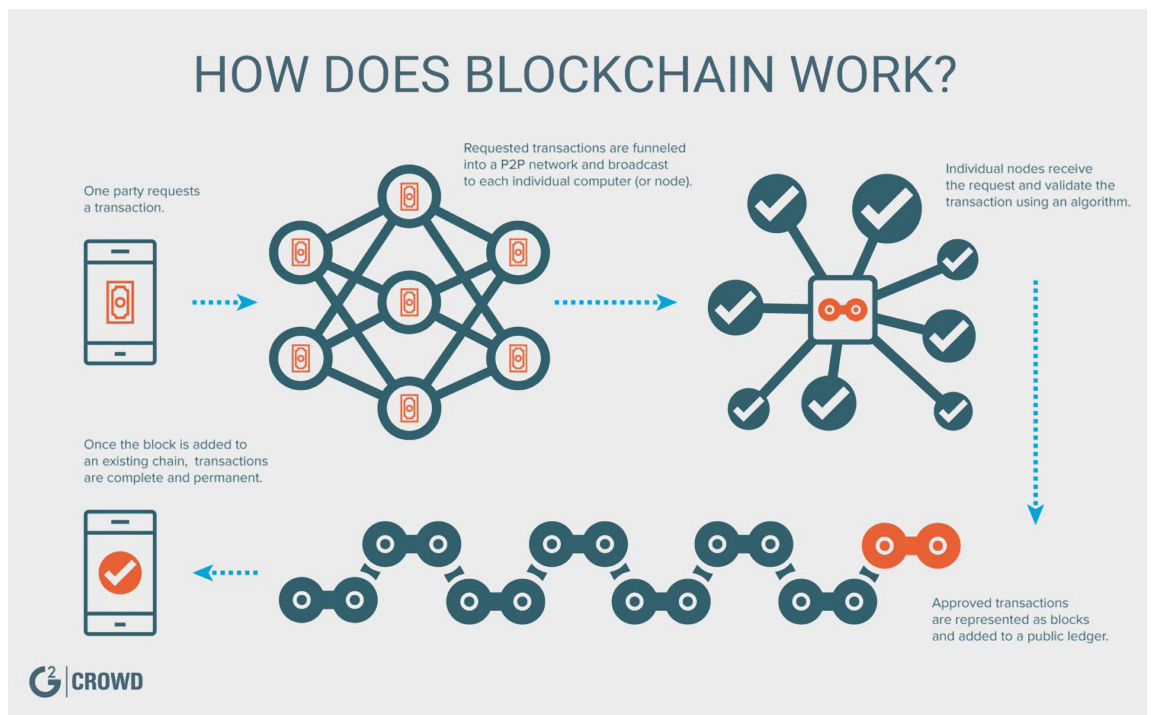 HOW DOES BLOCKCHAIN WORK?
One party requests
a transaction.
Requested transactions are funneled
into a P2P network and broadcast
to each individual computer (or node).
Individual nodes receive
the request and validate the
transaction using an algorithm.
Approved transactions
are represented as blocks
and added to a public ledger.
Once the block is added to
an existing chain, transactions
are complete and permanent.
G2 CROWD